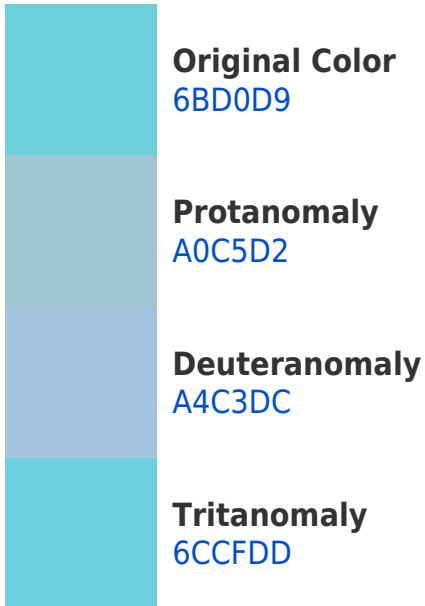 Original Color
6BD0D9
Protanomaly
A0C5D2
Deuteranomaly
A4C3DC
Tritanomaly
6CCFDD